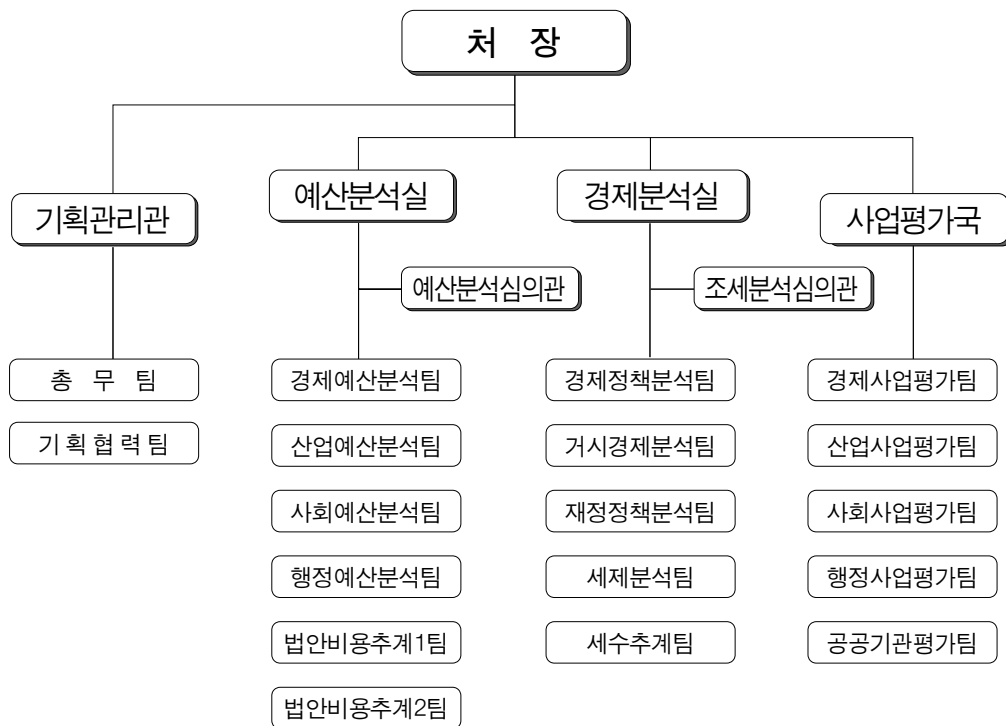 처 장
기획관리관
예산분석실
경제분석실
사업평가국
예산분석심의관
조세분석심의관
총 무 팀
경제예산분석팀
경제정책분석팀
경제사업평가팀
기 획 협 력 팀
산업예산분석팀
거시경제분석팀
산업사업평가팀
사회예산분석팀
재정정책분석팀
사회사업평가팀
행정예산분석팀
세제분석팀
행정사업평가팀
법안비용추계1팀
세수추계팀
공공기관평가팀
법안비용추계2팀